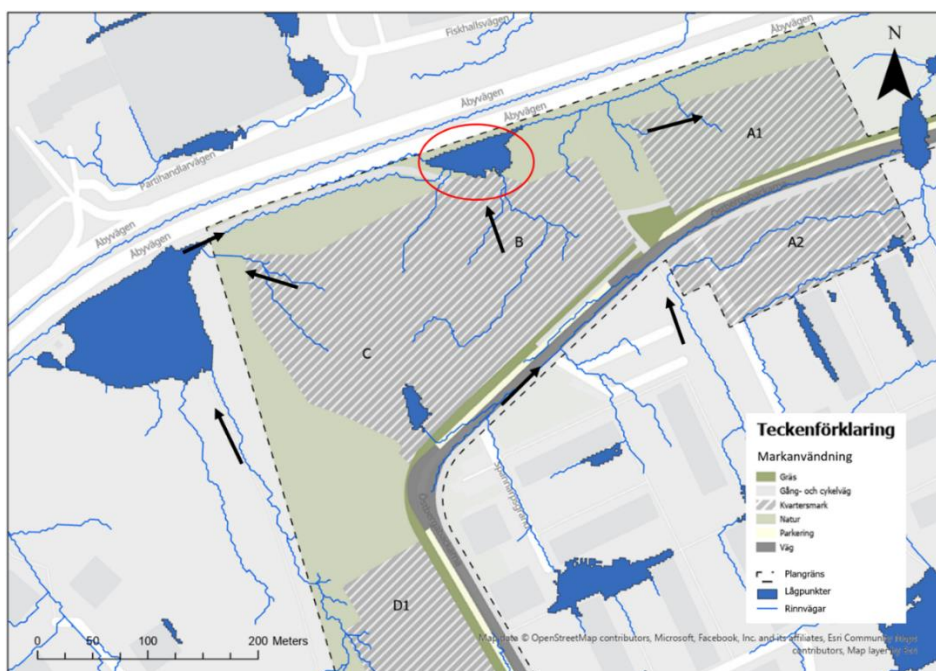 Fiskhallsvägen
N
Åbyvägen
Åbyvägen
A1
Partihandlarvägen
Åbyvägen
B
A2
Åbyvägen
C
Teckenförklaring
Markanvändning
Gräs
Gång- och cykelväg
Kvartersmark
Natur
Parkering
Väg
Plangräns
Lågpunkter
Rinnvägar
D1
0 50 100 200 Meters
Map data © OpenStreetMap contributors, Microsoft, Facebook, Inc. and its affiliates, Esri Community Maps
contributors, Map layer by Esri